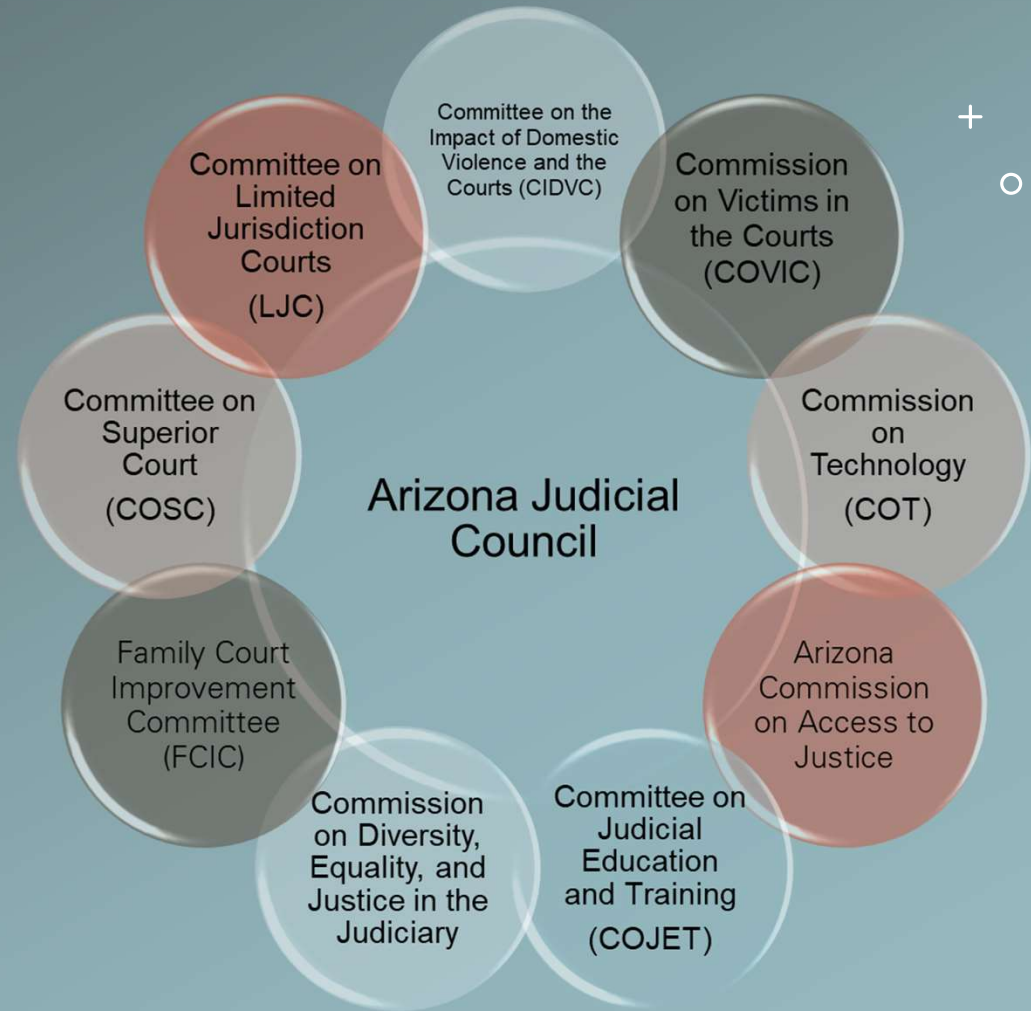 Committee on the
Impact of Domestic
Violence and the
Courts (CIDVC)
Commission
on Victims in
the Courts
(COVIC)
Commission
on
Technology
(COT)
Arizona
Commission
on Access to
Justice
Committee on
Judicial
Education
and Training
(COJET)
Commission
on Diversity,
Equality, and
Justice in the
Judiciary
Family Court
Improvement
Committee
(FCIC)
Committee on
Superior
Court
(COSC)
Committee on
Limited
Jurisdiction
Courts
(LJC)
Arizona Judicial
Council